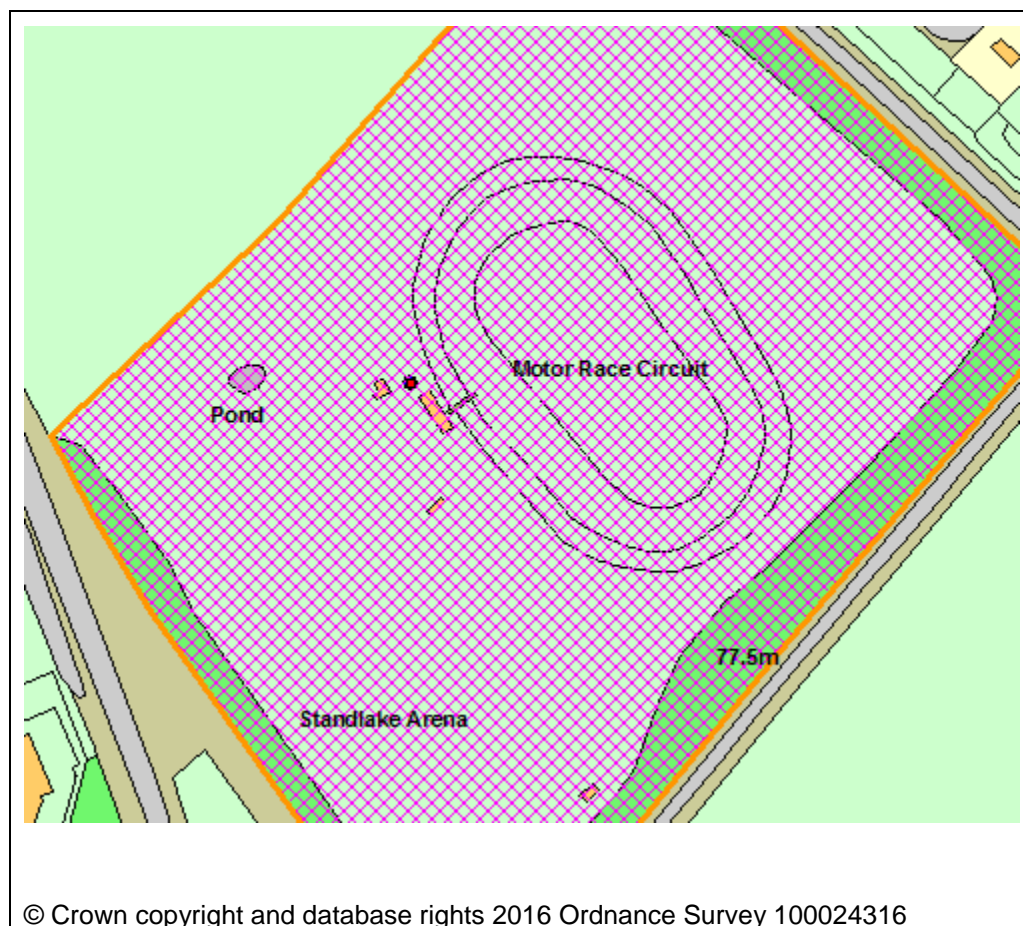 Motor Race Circuit
Pond
77.5m
Standlake Arena
© Crown copyright and database rights 2016 Ordnance Survey 100024316